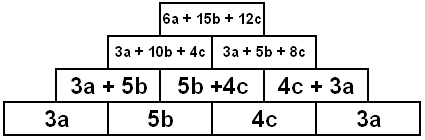 6a + 15b + 12c
3a + 10b + 4c 3a + 5b + 8c
3a + 5b 5b +4c 4c + 3a
3a 5b 4c 3a